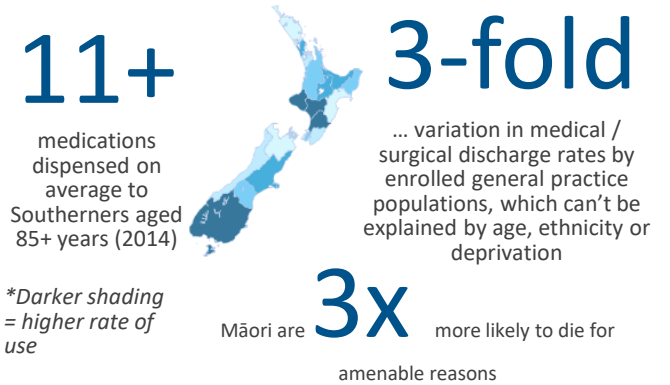 11+
medications
dispensed on
average to
Southerners aged
85+ years (2014)
*Darker shading
= higher rate of
use
3-fold
... variation in medical /
surgical discharge rates by
enrolled general practice
populations, which can't be
explained by age, ethnicity or
deprivation
Māori are 3x more likely to die for
amenable reasons